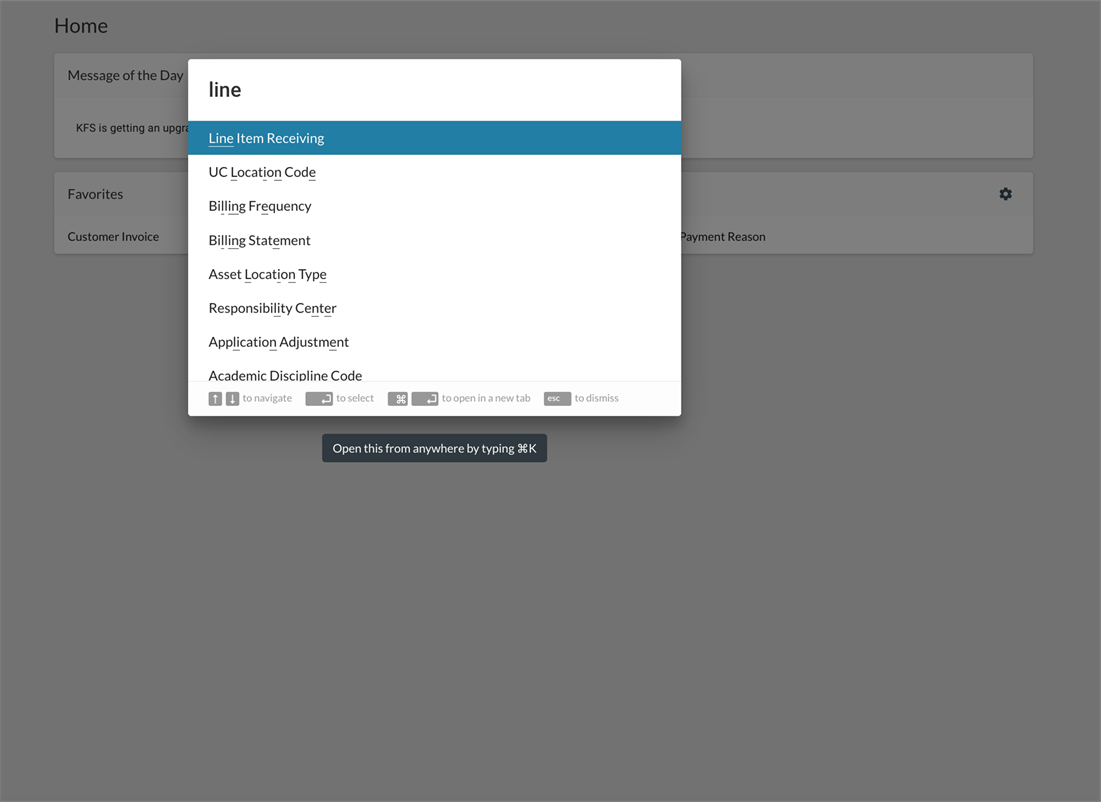 Home
Message of the Day
KFS is getting an
line
Line Item Receiving
UC Location Code
Billing Frequency
Billing Statement
Asset Location Type
Responsibility Center
Application Adjustment
Academic Discipline Code
↑ ↓ to navigate to select ⌘ to open in a new tab esc to dismiss
Favorites
Customer Invoice
Payment Reason
Open this from anywhere by typing ⌘K